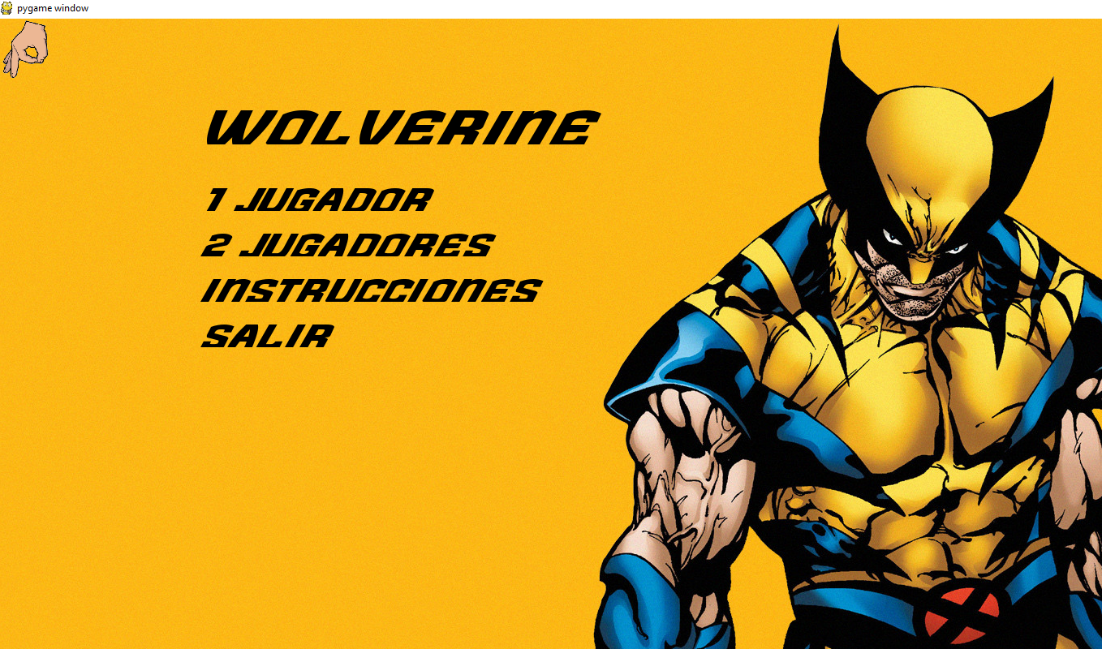 pygame window
WOLVERINE
1 JUGADOR
2 JUGADORES
INSTRUCCIONES
SALIR